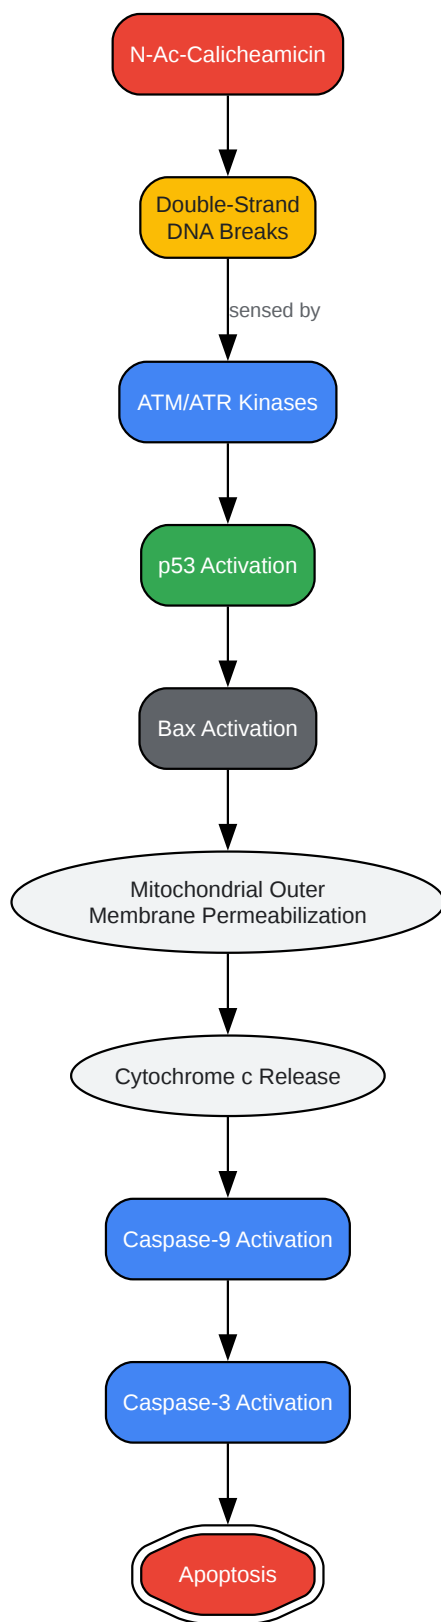 N-Ac-Calicheamicin
Double-Strand
DNA Breaks
sensed by
ATM/ATR Kinases
p53 Activation
Bax Activation
Mitochondrial Outer
Membrane Permeabilization
Cytochrome c Release
Caspase-9 Activation
Caspase-3 Activation
Apoptosis